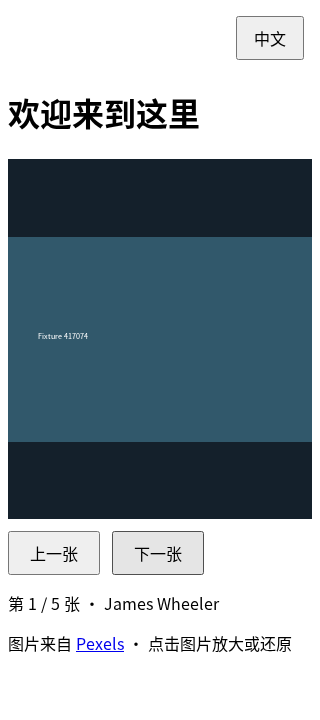 中文
欢迎来到这里
Fixture 417074
上一张 下一张
第 1 / 5 张 · James Wheeler
图片来自 Pexels · 点击图片放大或还原